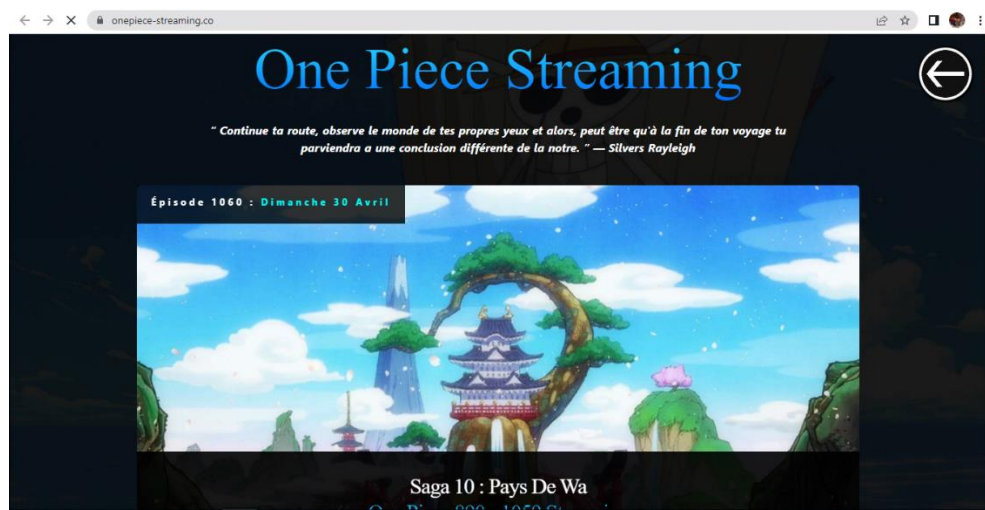 onepiece-streaming.co
One Piece Streaming
“ Continue ta route, observe le monde de tes propres yeux et alors, peut être qu'à la fin de ton voyage tu
parviendra a une conclusion différente de la notre. ” — Silvers Rayleigh
Épisode 1060 : Dimanche 30 Avril
Saga 10 : Pays De Wa